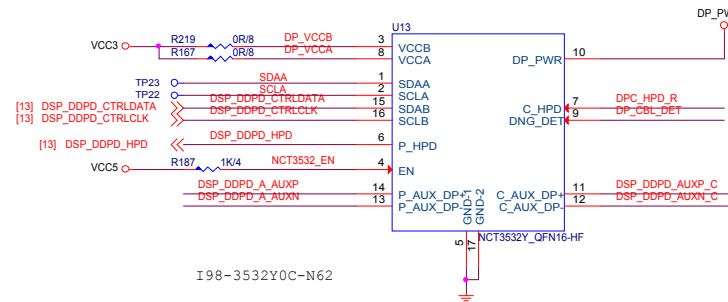 DP_PW
U13
R219 0R/8 DP_VCCB 3 VCCB
VCC3
R167 0R/8 DP_VCCA 8 VCCA
DP_PWR 10
TP23 SDAA 1 SDAA
TP22 SCLA 2 SCLA
[13] DSP_DDPD_CTRLDATA DSP_DDPD_CTRLDATA 15 SDAB
C_HPD 7 DPC_HPD_R
[13] DSP_DDPD_CTRLCLK DSP_DDPD_CTRLCLK 16 SCLB
DNG_DET 9 DP_CBL_DET
[13] DSP_DDPD_HPD DSP_DDPD_HPD 6 P_HPD
VCC5 R187 1K/4 NCT3532_EN 4 EN
DSP_DDPD_A_AUXP 14 P_AUX_DP+ C_AUX_DP+ 11 DSP_DDPD_AUXP_C
DSP_DDPD_A_AUXN 13 P_AUX_DP- C_AUX_DP- 12 DSP_DDPD_AUXN_C
GND-1
GND-2
5
17
NCT3532Y_QFN16-HF
I98-3532Y0C-N62